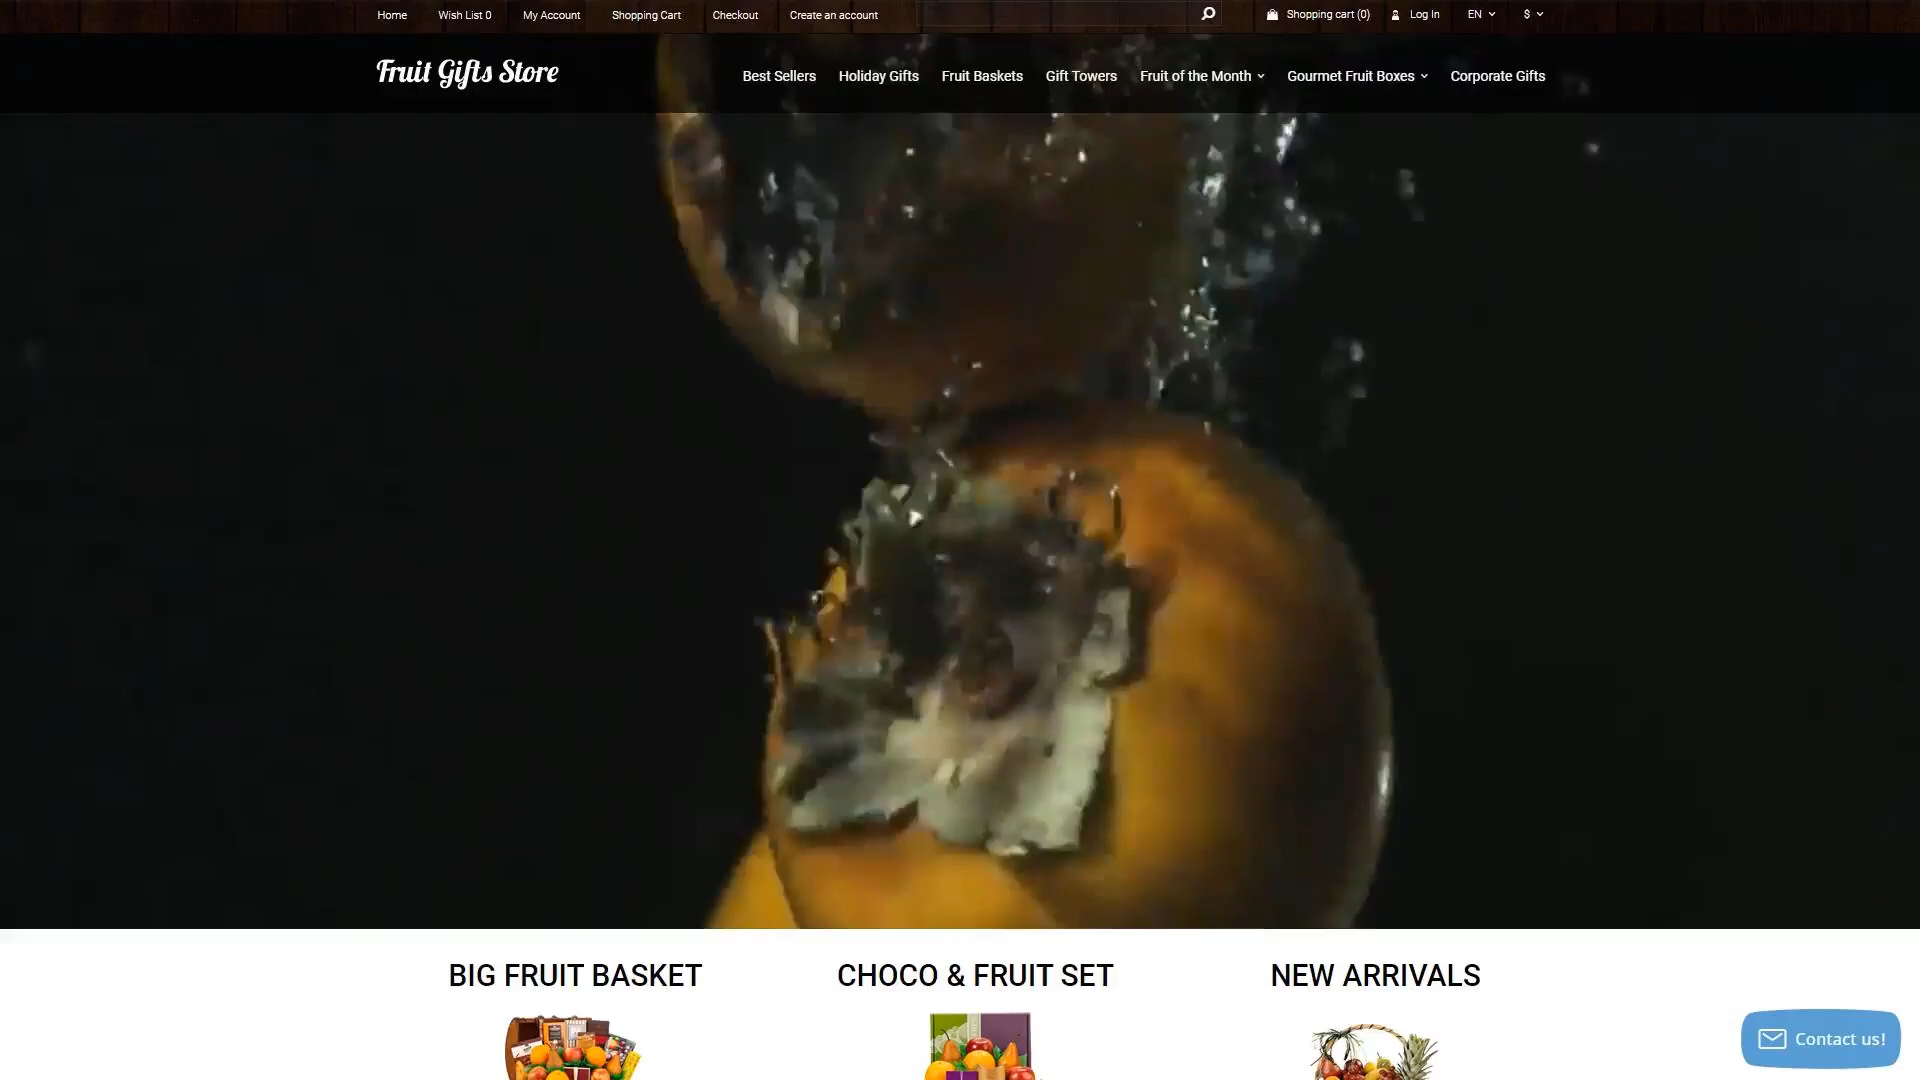 Home Wish List 0 My Account Shopping Cart Checkout Create an account Shopping cart (0) Log In EN $
Fruit Gifts Store Best Sellers Holiday Gifts Fruit Baskets Gift Towers Fruit of the Month Gourmet Fruit Boxes Corporate Gifts
BIG FRUIT BASKET CHOCO & FRUIT SET NEW ARRIVALS
Contact us!